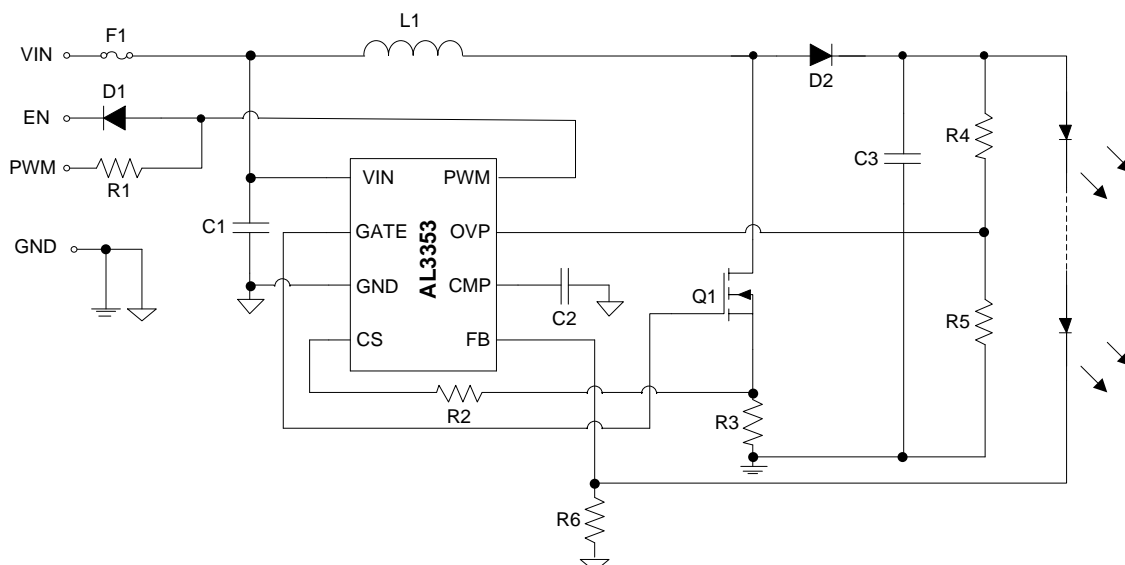 F1
L1
VIN
D2
D1
EN
R4
C3
PWM
R1
VIN
PWM
C1
GATE
OVP
GND
AL3353
GND
CMP
Q1
C2
R5
CS
FB
R2
R3
R6